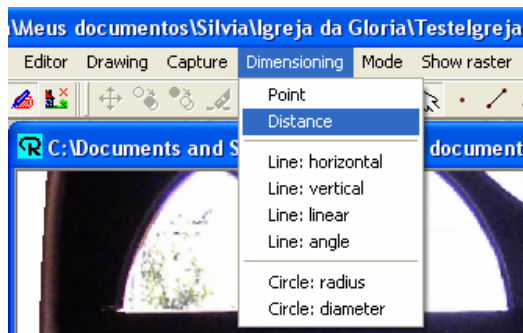 \Meus documentos\Silvia\Igreja da Gloria\TesteIgreja
Editor Drawing Capture Dimensioning Mode Show raster
Point
Distance
C:\Documents and S document
Line: horizontal
Line: vertical
Line: linear
Line: angle
Circle: radius
Circle: diameter